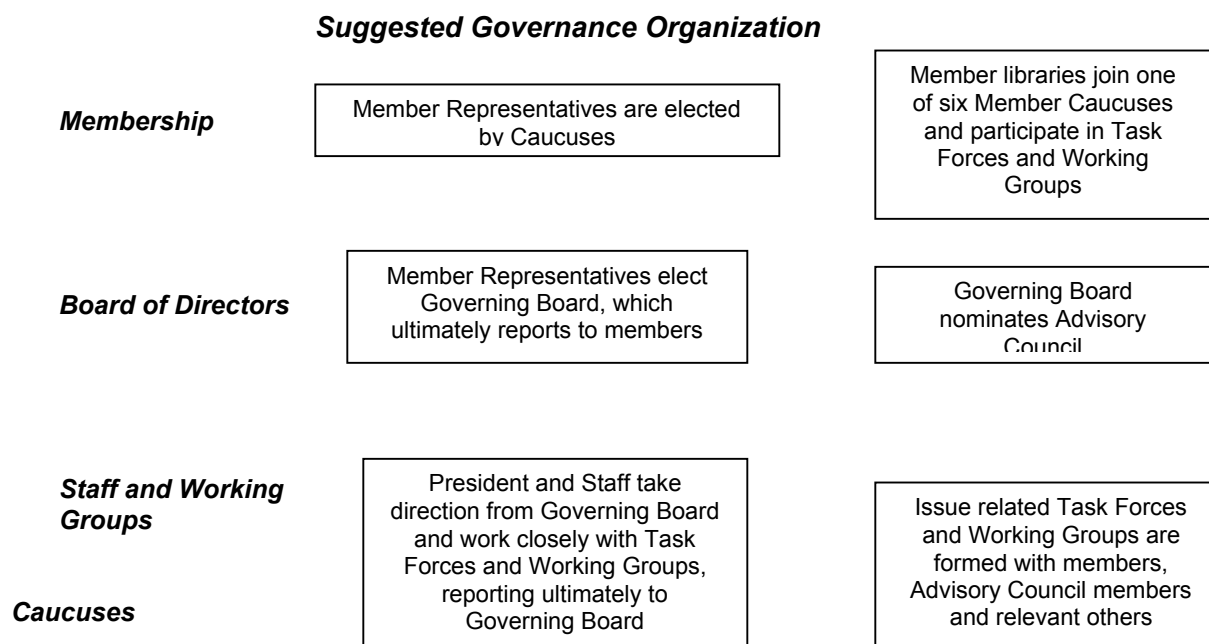 Suggested Governance Organization
Membership
Member Representatives are elected
by Caucuses
Member libraries join one
of six Member Caucuses
and participate in Task
Forces and Working
Groups
Board of Directors
Member Representatives elect
Governing Board, which
ultimately reports to members
Governing Board
nominates Advisory
Council
Staff and Working
Groups
President and Staff take
direction from Governing Board
and work closely with Task
Forces and Working Groups,
reporting ultimately to
Governing Board
Issue related Task Forces
and Working Groups are
formed with members,
Advisory Council members
and relevant others
Caucuses